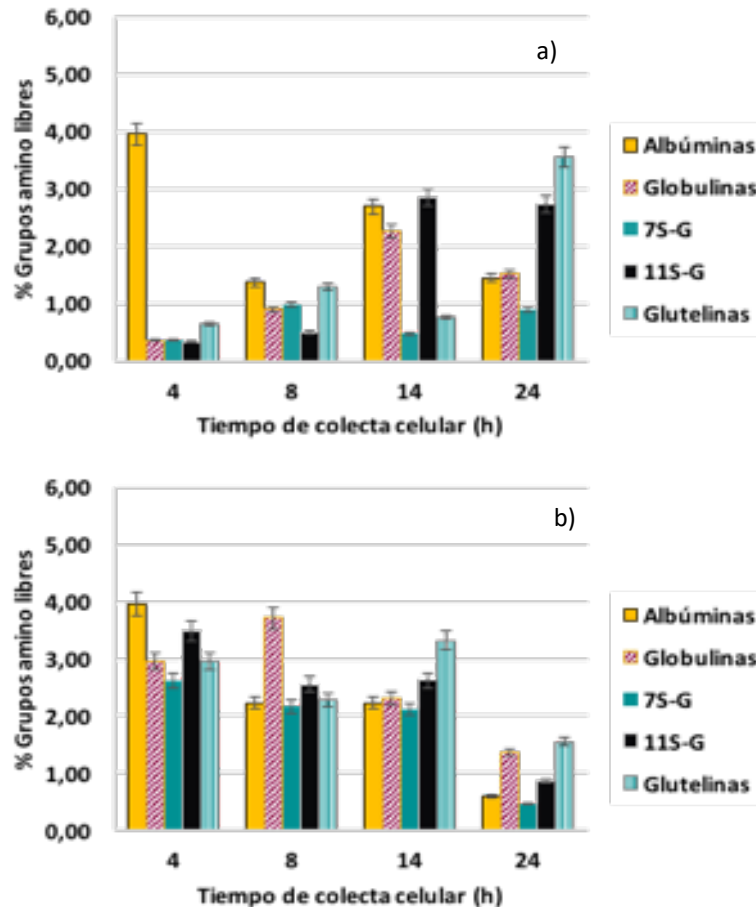 a)
6,00
5,00
4,00
3,00
2,00
1,00
0,00
% Grupos amino libres
4 8 14 24
Tiempo de colecta celular (h)
Albúminas
Globulinas
7S-G
11S-G
Glutelinas
b)
6,00
5,00
4,00
3,00
2,00
1,00
0,00
% Grupos amino libres
4 8 14 24
Tiempo de colecta celular (h)
Albúminas
Globulinas
7S-G
11S-G
Glutelinas